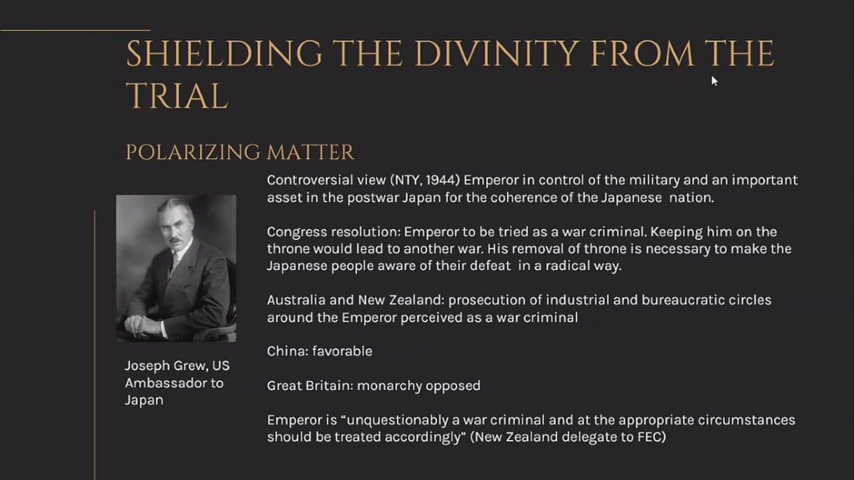 SHIELDING THE DIVINITY FROM THE
TRIAL
POLARIZING MATTER
Controversial view (NTY, 1944) Emperor in control of the military and an important
asset in the postwar Japan for the coherence of the Japanese nation.
Congress resolution: Emperor to be tried as a war criminal. Keeping him on the
throne would lead to another war. His removal of throne is necessary to make the
Japanese people aware of their defeat in a radical way.
Australia and New Zealand: prosecution of industrial and bureaucratic circles
around the Emperor perceived as a war criminal
China: favorable
Great Britain: monarchy opposed
Emperor is “unquestionably a war criminal and at the appropriate circumstances
should be treated accordingly” (New Zealand delegate to FEC)
Joseph Grew, US
Ambassador to
Japan